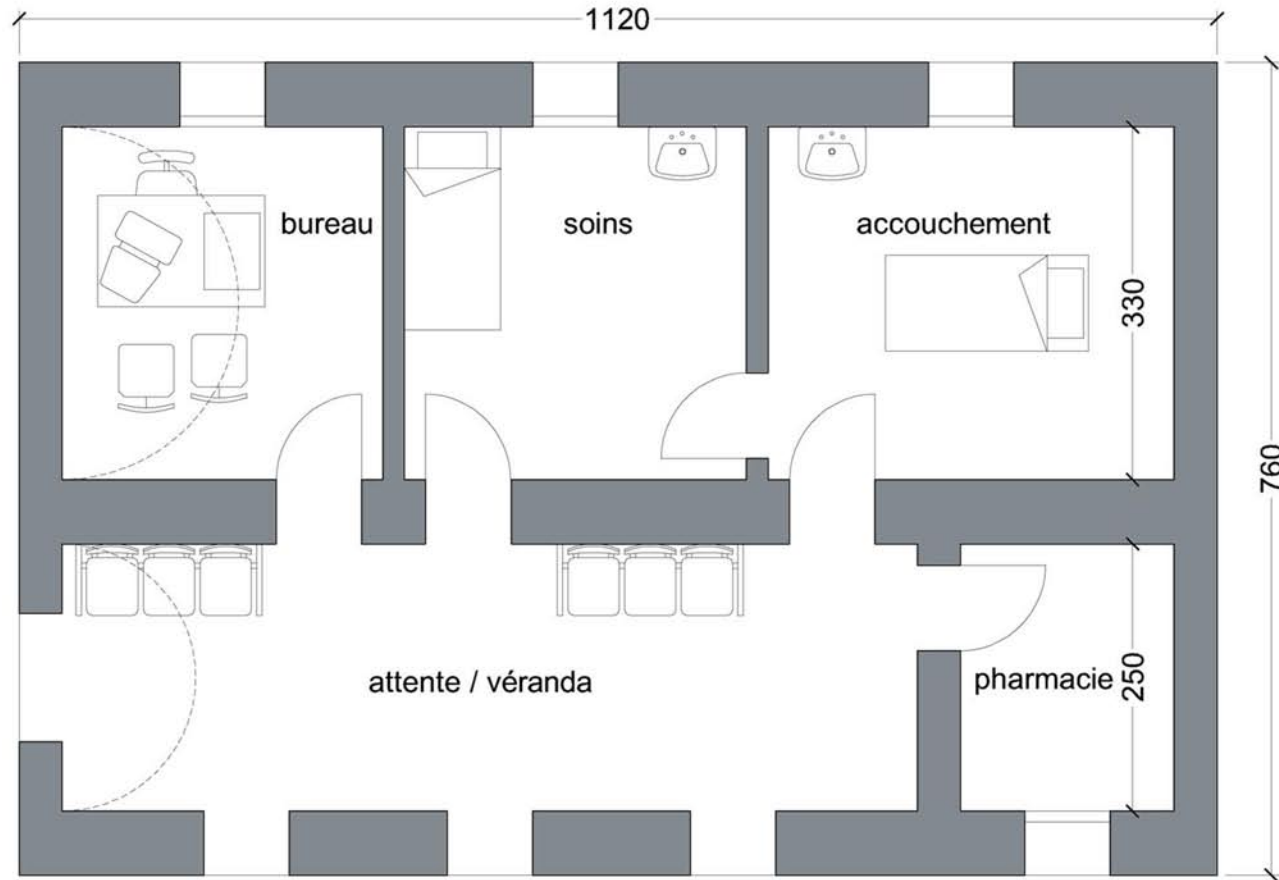 1120
bureau
soins
accouchement
330
760
attente / véranda
pharmacie
250